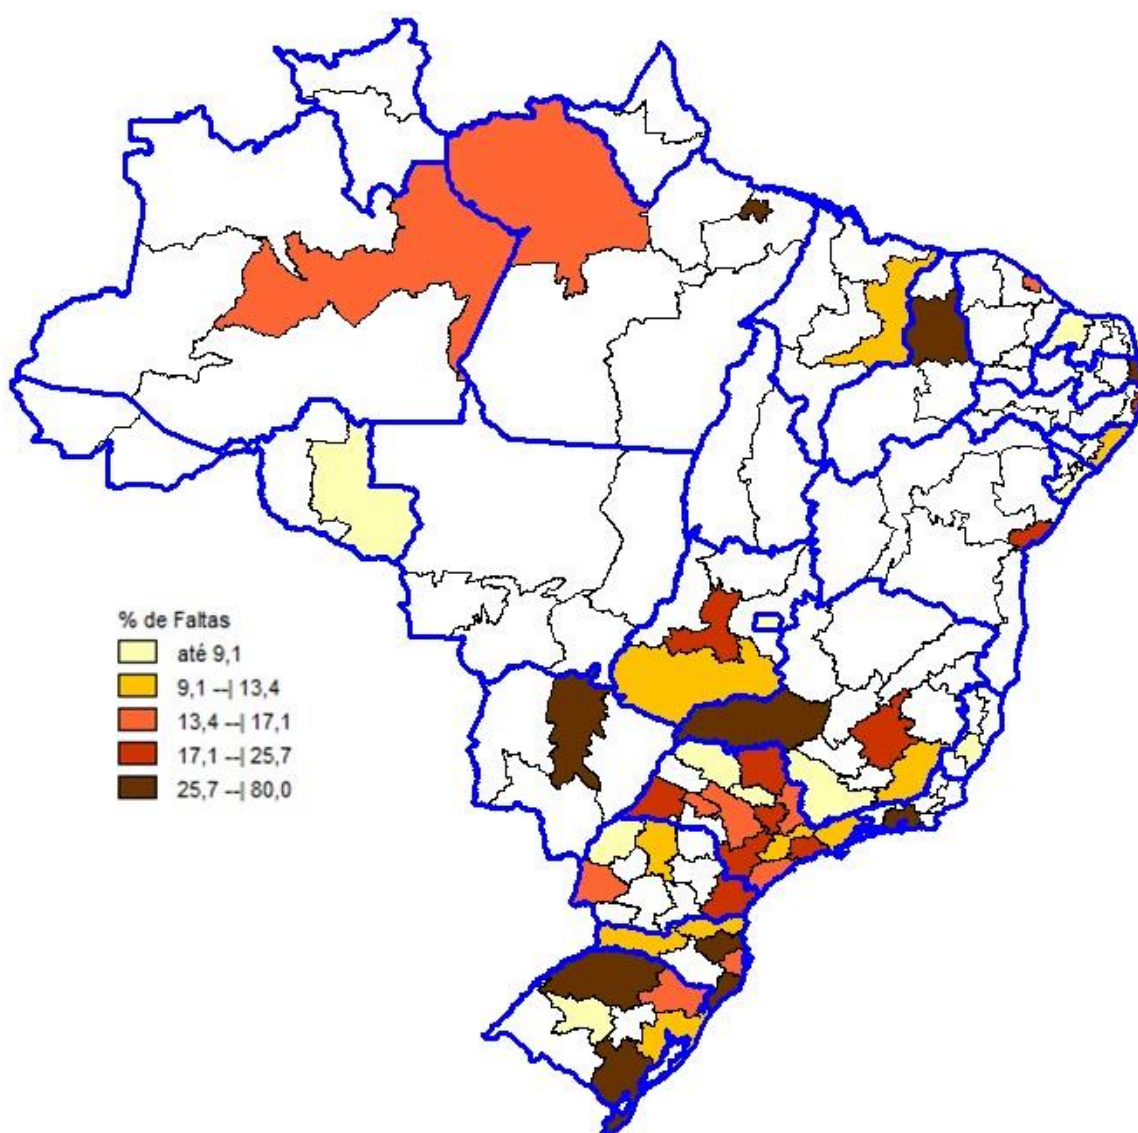 % de Faltas
até 9,1
9,1 --| 13,4
13,4 --| 17,1
17,1 --| 25,7
25,7 --| 80,0